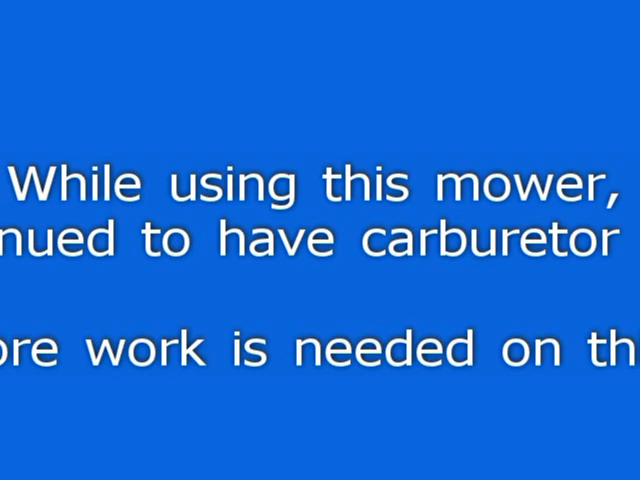 While using this mower,
nued to have carburetor
ore work is needed on th